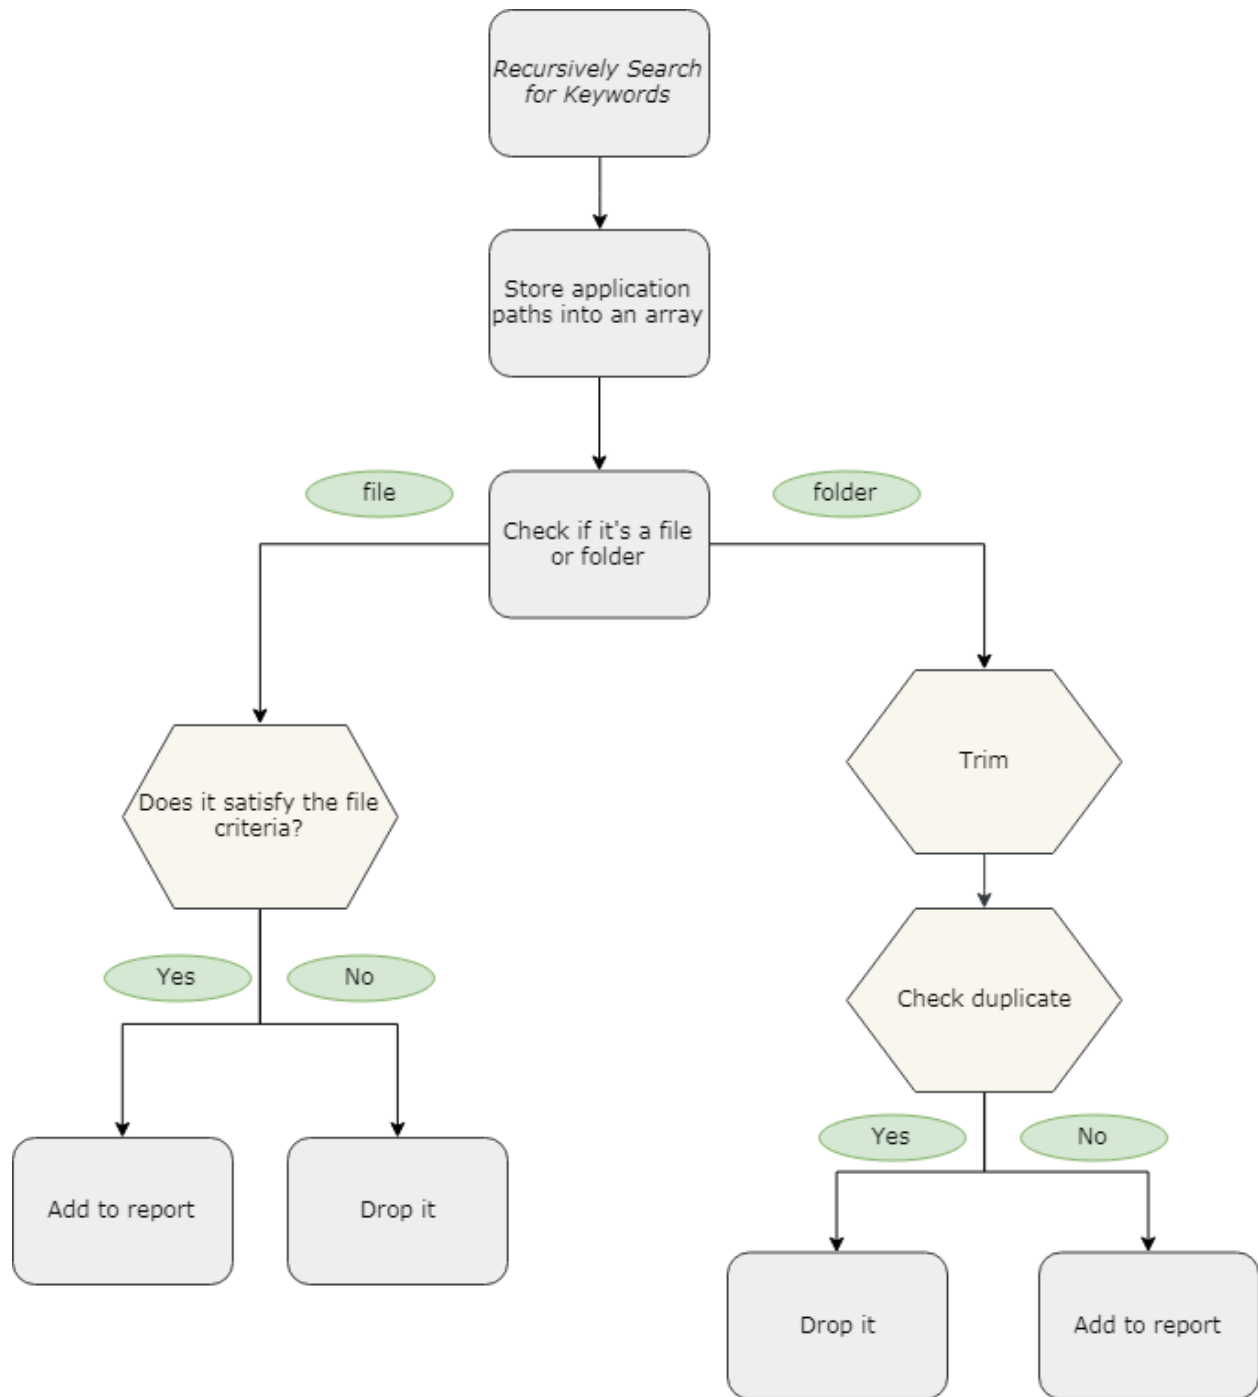 Recursively Search
for Keywords
Store application
paths into an array
file
folder
Check if it's a file
or folder
Trim
Does it satisfy the file
criteria?
Yes
No
Check duplicate
Yes
No
Add to report
Drop it
Drop it
Add to report